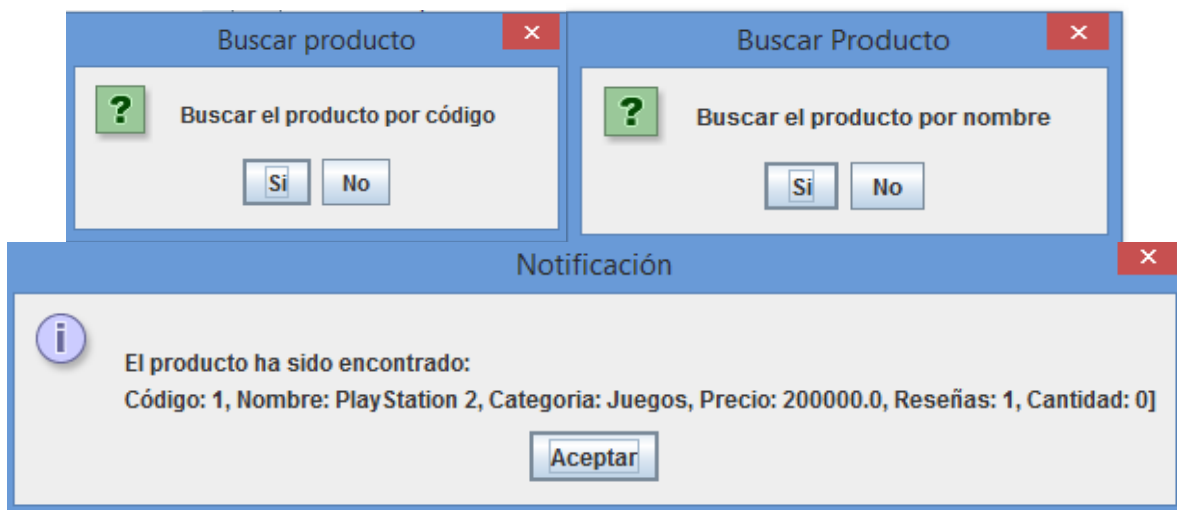 Buscar producto
Buscar el producto por código
Si No
Buscar Producto
Buscar el producto por nombre
Si No
Notificación
El producto ha sido encontrado:
Código: 1, Nombre: PlayStation 2, Categoria: Juegos, Precio: 200000.0, Reseñas: 1, Cantidad: 0]
Aceptar